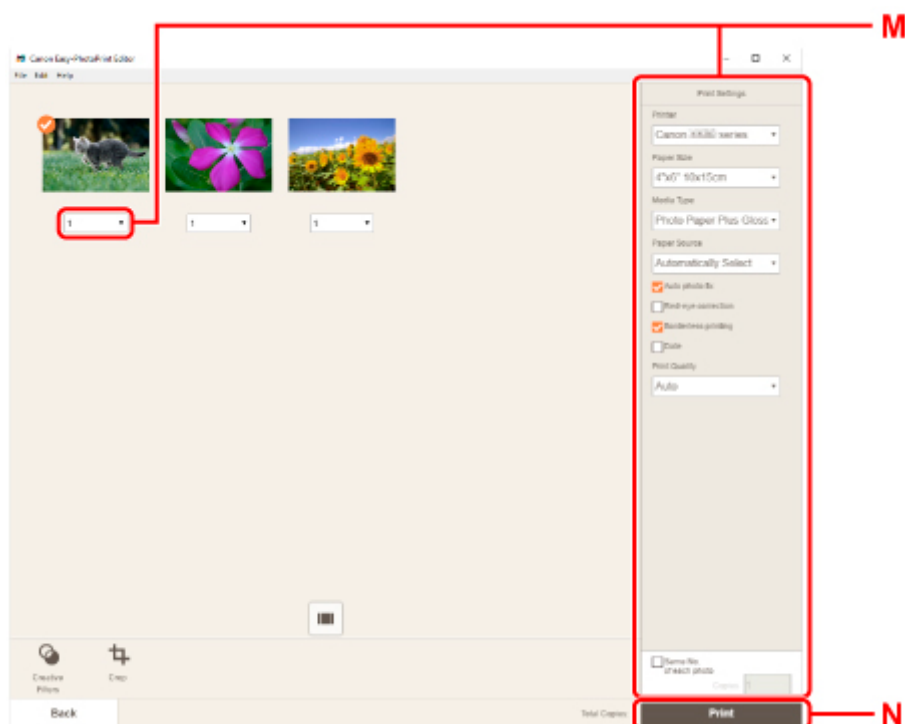 M
Canon Easy-PhotoPrint Editor
File Edit Help
Print Settings
Printer
Canon series
Paper Size
4"x6" 10x15cm
Media Type
Photo Paper Plus Gloss
1
1
1
Paper Source
Automatically Select
Auto photo fix
Red-eye correction
Borderless printing
Date
Print Quality
Auto
Same No.
of each photo
Copies 1
Creative
Filters
Crop
Back
Total Copies:
Print
N